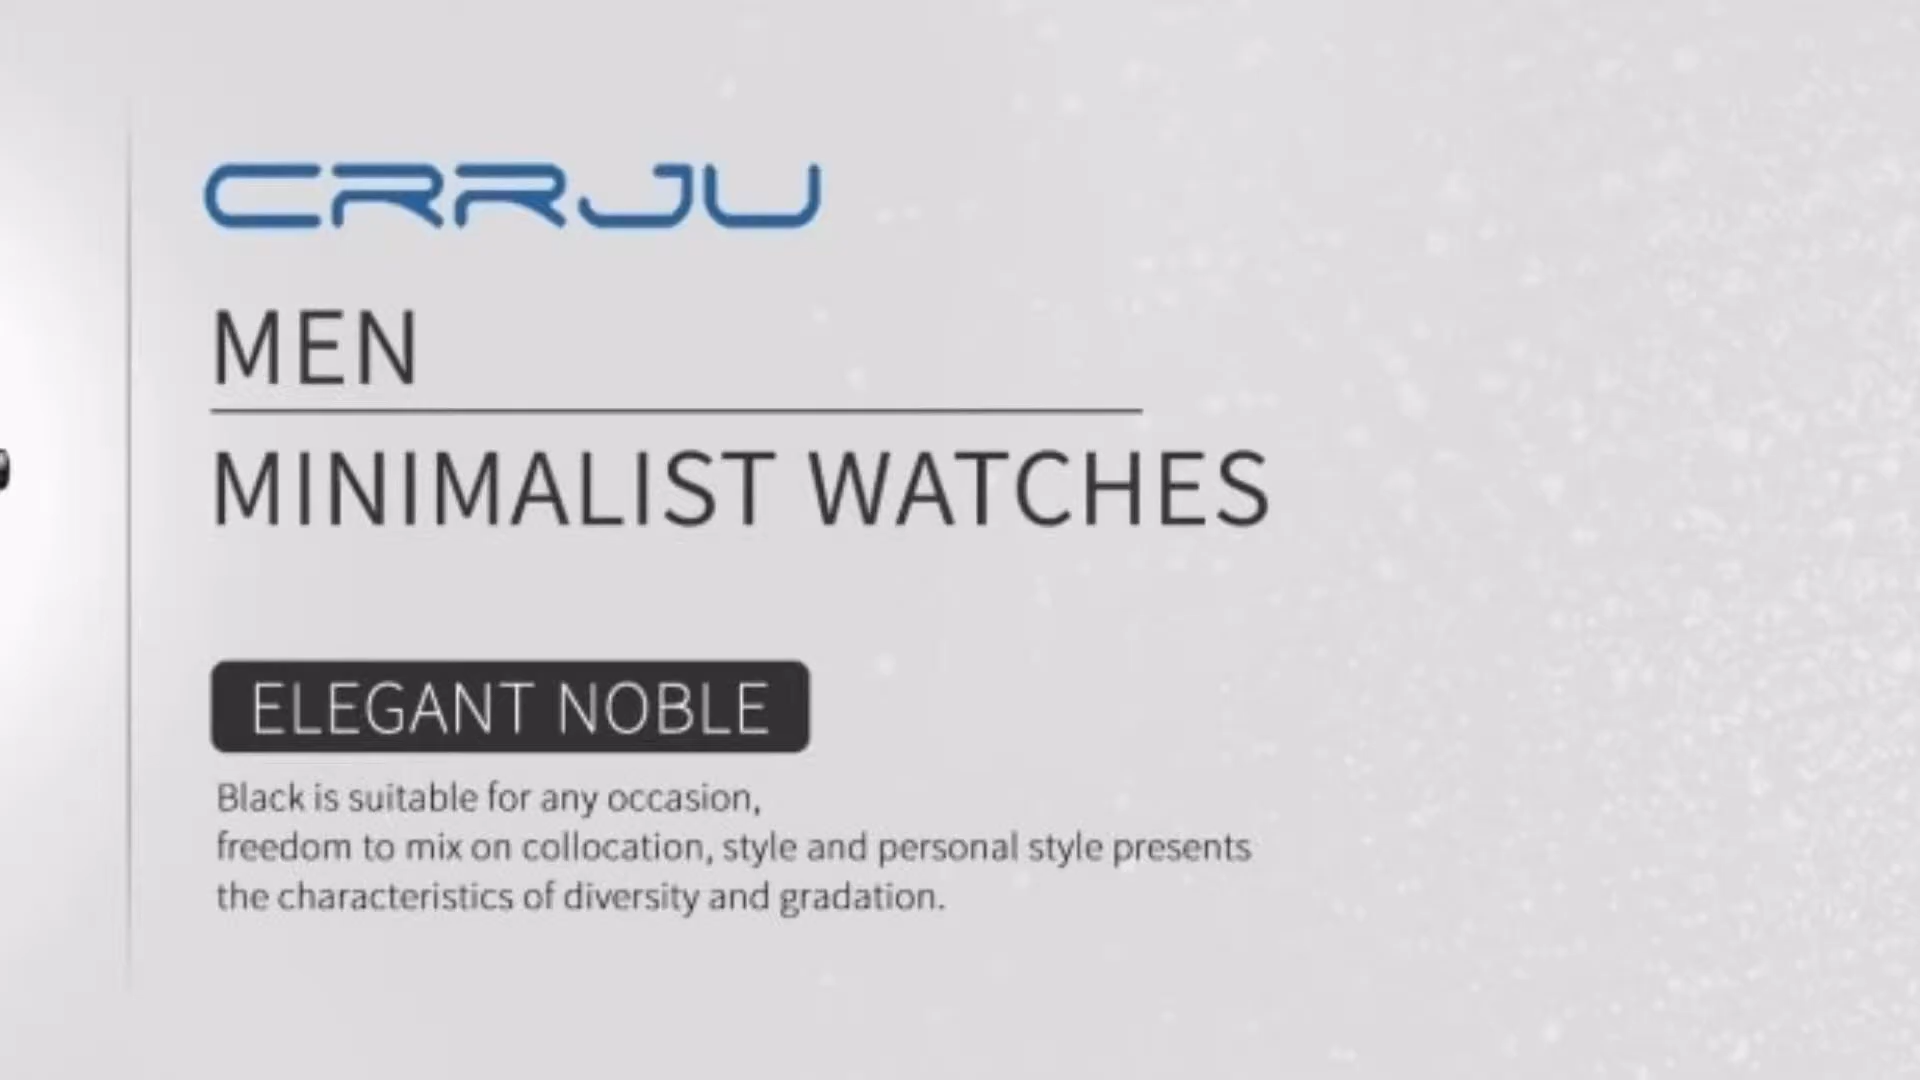 CRRJU
MEN
MINIMALIST WATCHES
ELEGANT NOBLE
Black is suitable for any occasion,
freedom to mix on collocation, style and personal style presents
the characteristics of diversity and gradation.